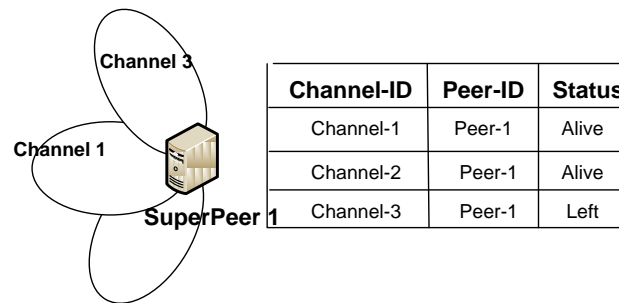 Channel 3
Channel 1
SuperPeer 1
Channel-ID Peer-ID Status
Channel-1 Peer-1 Alive
Channel-2 Peer-1 Alive
Channel-3 Peer-1 Left